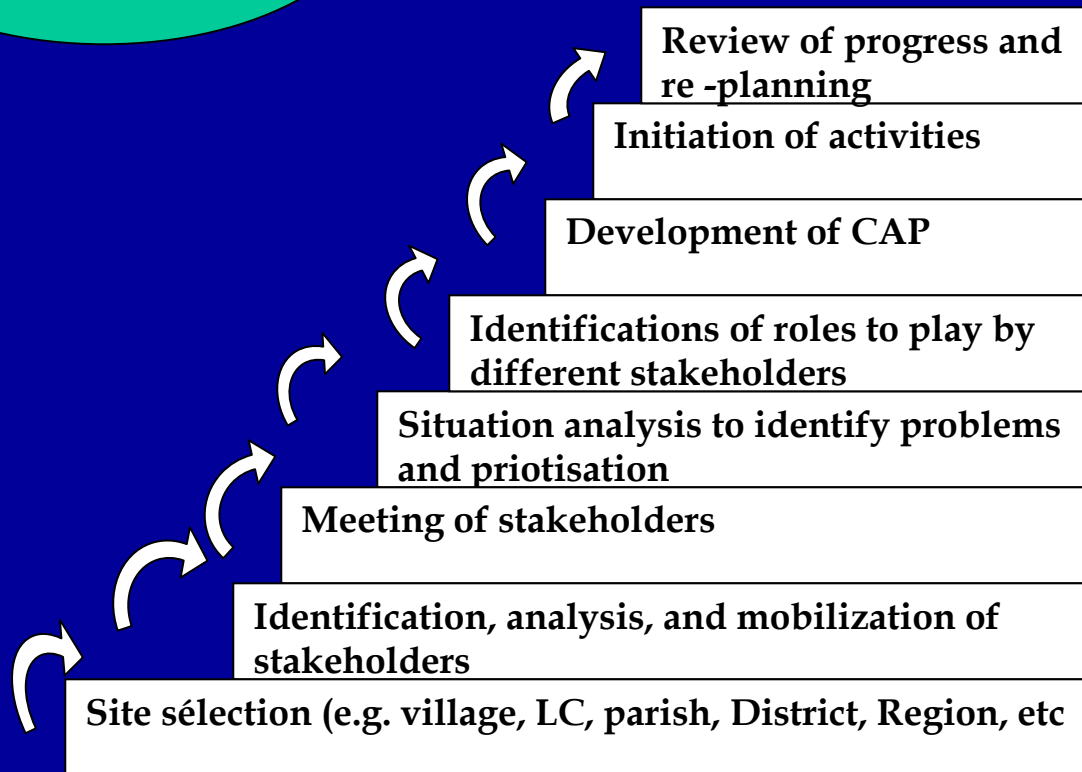 Review of progress and
re -planning
Initiation of activities
Development of CAP
Identifications of roles to play by
different stakeholders
Situation analysis to identify problems
and priotisation
Meeting of stakeholders
Identification, analysis, and mobilization of
stakeholders
Site sélection (e.g. village, LC, parish, District, Region, etc